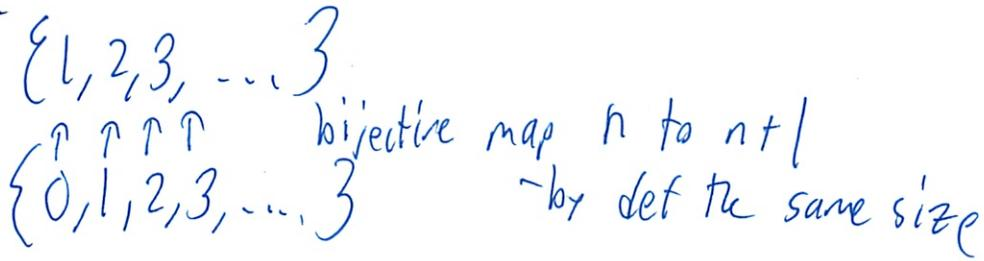 {1, 2, 3, ... }
↑ ↑ ↑ ↑ bijective map n to n+1
{0, 1, 2, 3, .... } - by def the same size